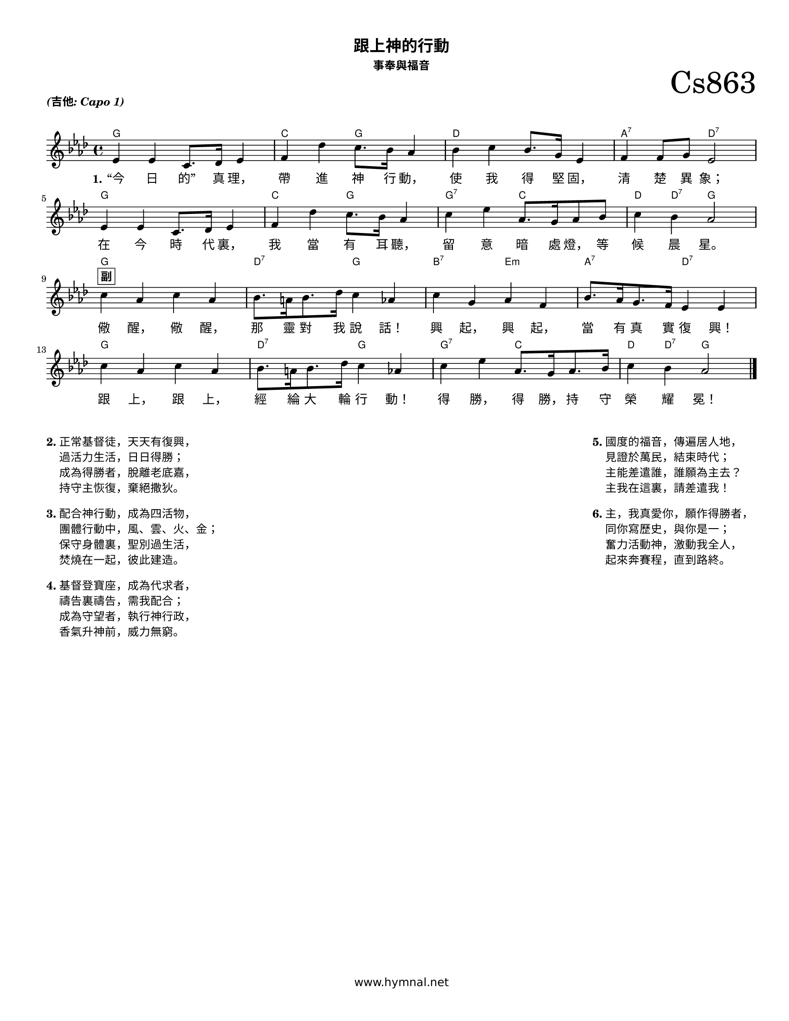 跟上神的行動
事奉與福音
Cs863
(吉他: Capo 1)
G C G D A7 D7
1. “今 日 的” 真理， 帶 進 神 行動， 使 我 得 堅固， 清 楚 異 象；
5
G C G G7 C D D7 G
在 今 時 代裏， 我 當 有 耳聽， 留 意 暗 處燈，等 候 晨 星。
G D7 G B7 Em A7 D7
9 副
儆 醒， 儆 醒， 那 靈對 我說 話！ 興 起， 興 起， 當 有真 實復 興！
G D7 G G7 C D D7 G
13
跟 上， 跟 上， 經 綸大 輪行 動！ 得 勝， 得 勝，持 守 榮 耀 冕！
2. 正常基督徒，天天有復興，
過活力生活，日日得勝；
成為得勝者，脫離老底嘉，
持守主恢復，棄絕撒狄。
3. 配合神行動，成為四活物，
團體行動中，風、雲、火、金；
保守身體裏，聖別過生活，
焚燒在一起，彼此建造。
4. 基督登寶座，成為代求者，
禱告裏禱告，需我配合；
成為守望者，執行神行政，
香氣升神前，威力無窮。
5. 國度的福音，傳遍居人地，
見證於萬民，結束時代；
主能差遣誰，誰願為主去？
主我在這裏，請差遣我！
6. 主，我真愛你，願作得勝者，
同你寫歷史，與你是一；
奮力活動神，激動我全人，
起來奔賽程，直到路終。
www.hymnal.net